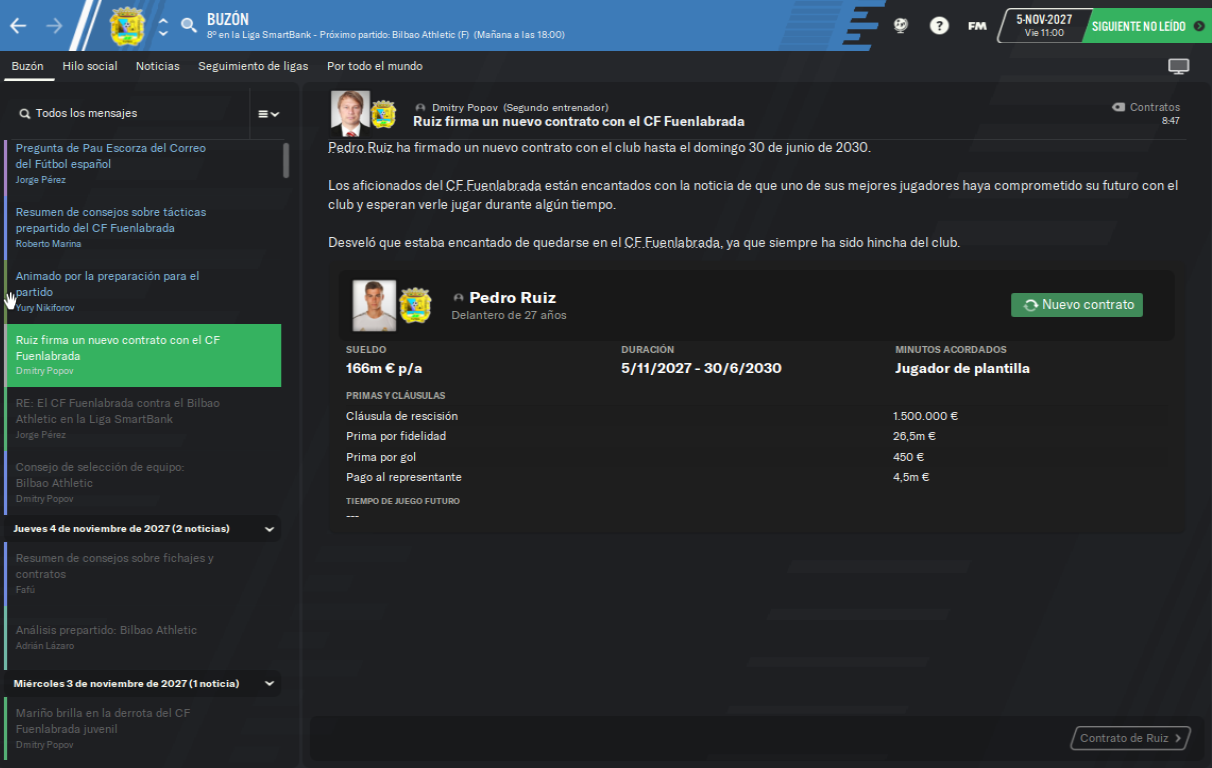 BUZÓN
8º en la Liga SmartBank - Próximo partido: Bilbao Athletic (F) (Mañana a las 18:00)
?
FM
5-NOV-2027
Vie 11:00
SIGUIENTE NO LEÍDO
Buzón
Hilo social
Noticias
Seguimiento de ligas
Por todo el mundo
Todos los mensajes
Pregunta de Pau Escorza del Correo
del Fútbol español
Jorge Pérez
Resumen de consejos sobre tácticas
prepartido del CF Fuenlabrada
Roberto Marina
Animado por la preparación para el
partido
Yury Nikiforov
Ruiz firma un nuevo contrato con el CF
Fuenlabrada
Dmitry Popov
RE: El CF Fuenlabrada contra el Bilbao
Athletic en la Liga SmartBank
Jorge Pérez
Consejo de selección de equipo:
Bilbao Athletic
Dmitry Popov
Jueves 4 de noviembre de 2027 (2 noticias)
Resumen de consejos sobre fichajes y
contratos
Fafú
Análisis prepartido: Bilbao Athletic
Adrián Lázaro
Miércoles 3 de noviembre de 2027 (1 noticia)
Mariño brilla en la derrota del CF
Fuenlabrada juvenil
Dmitry Popov
Dmitry Popov (Segundo entrenador)
Ruiz firma un nuevo contrato con el CF Fuenlabrada
Contratos
8:47
Pedro Ruiz ha firmado un nuevo contrato con el club hasta el domingo 30 de junio de 2030.
Los aficionados del CF Fuenlabrada están encantados con la noticia de que uno de sus mejores jugadores haya comprometido su futuro con el
club y esperan verle jugar durante algún tiempo.
Desveló que estaba encantado de quedarse en el CF Fuenlabrada, ya que siempre ha sido hincha del club.
Pedro Ruiz
Delantero de 27 años
Nuevo contrato
SUELDO
166m € p/a
DURACIÓN
5/11/2027 - 30/6/2030
MINUTOS ACORDADOS
Jugador de plantilla
PRIMAS Y CLÁUSULAS
Cláusula de rescisión 1.500.000 €
Prima por fidelidad 26,5m €
Prima por gol 450 €
Pago al representante 4,5m €
TIEMPO DE JUEGO FUTURO
---
Contrato de Ruiz